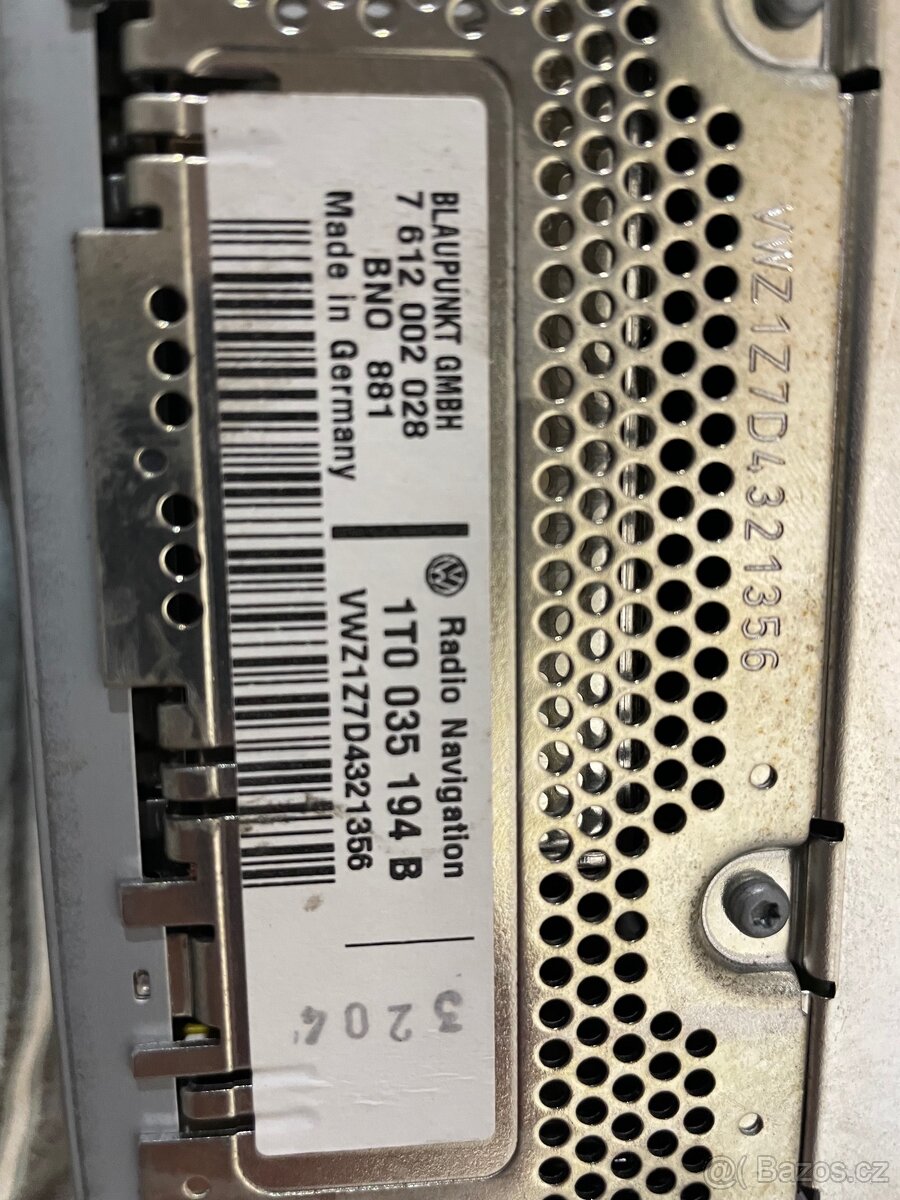 BLAUPUNKT GMBH
7 612 002 028
BNO 881
Made in Germany
Radio Navigation
1T0 035 194 B
VWZ1Z7D4321356
3204
VWZ1Z7D4321356
@( Bazos.cz